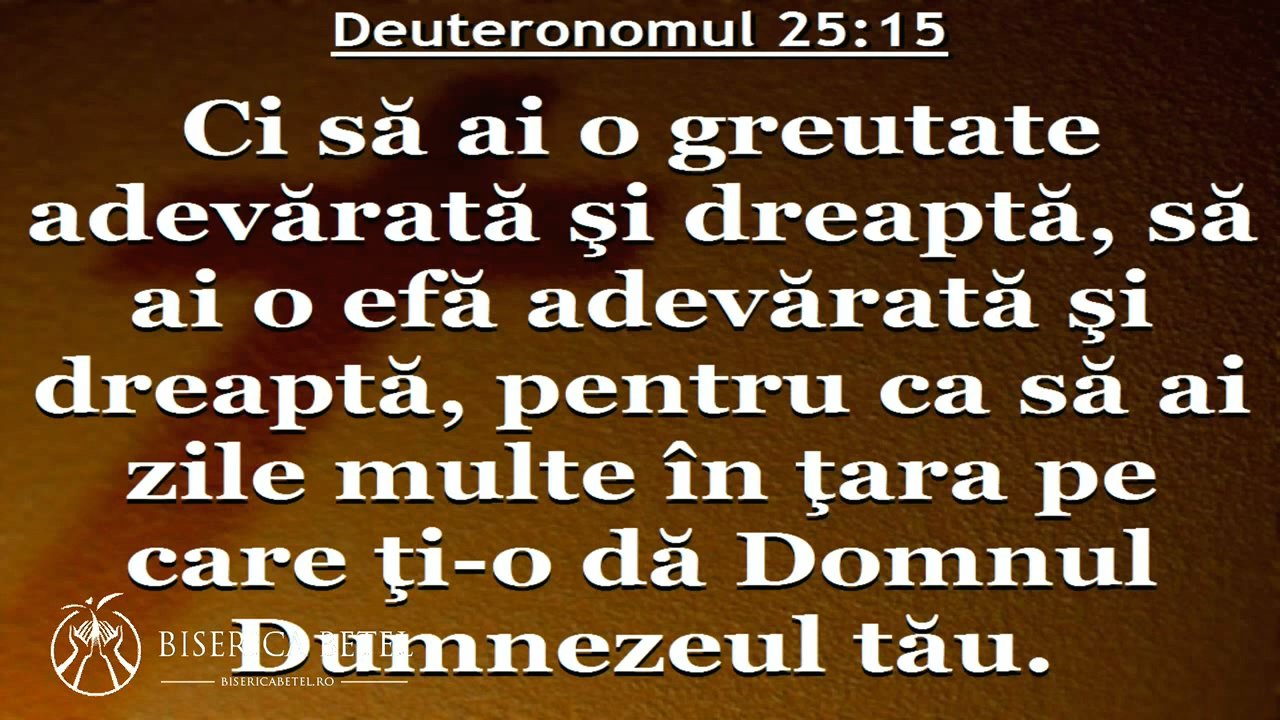 Deuteronomul 25:15
Ci să ai o greutate
adevărată şi dreaptă, să
ai o efă adevărată şi
dreaptă, pentru ca să ai
zile multe în ţara pe
care ţi-o dă Domnul
Dumnezeul tău.
BISERICA BETEL
BISERICABETEL.RO